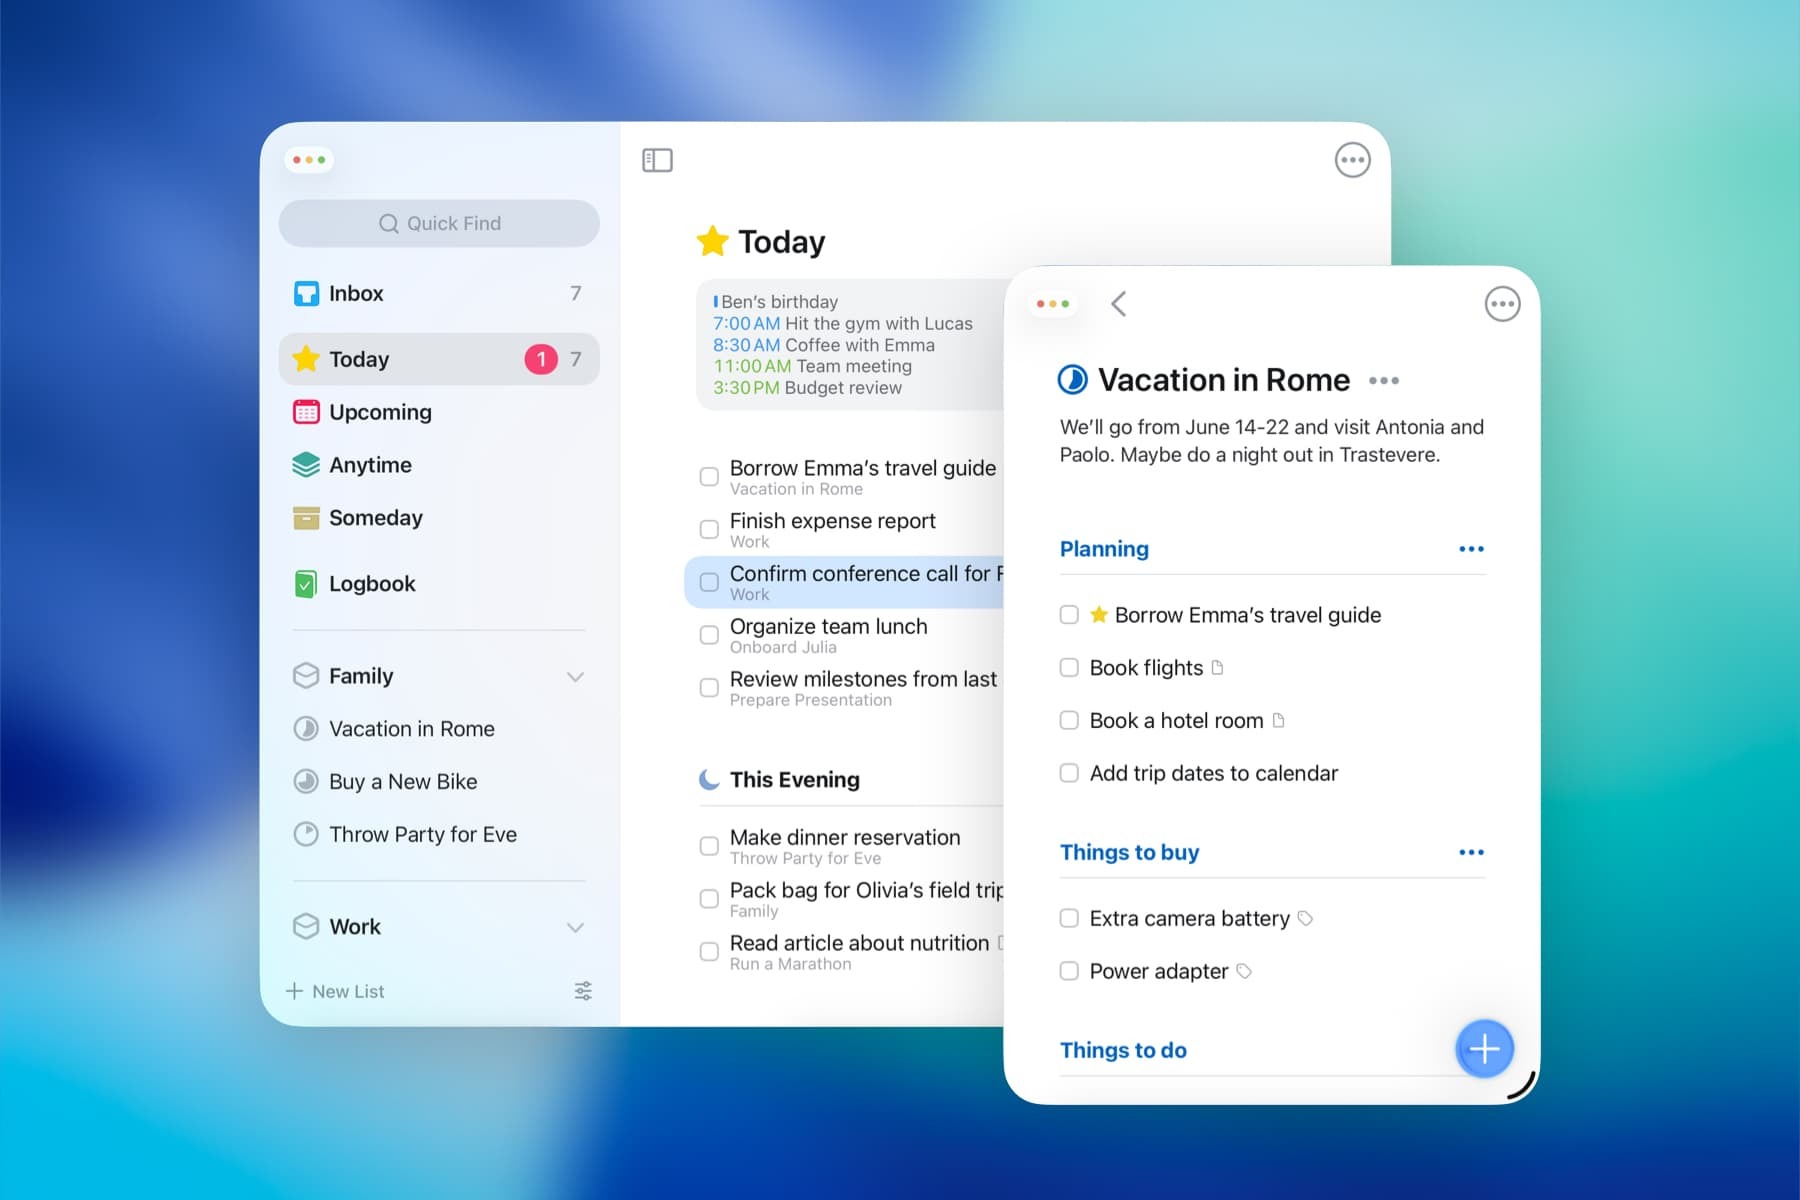 Quick Find
Inbox 7
Today 1 7
Upcoming
Anytime
Someday
Logbook
Family
Vacation in Rome
Buy a New Bike
Throw Party for Eve
Work
New List
Today
Ben's birthday
7:00 AM Hit the gym with Lucas
8:30 AM Coffee with Emma
11:00 AM Team meeting
3:30 PM Budget review
Borrow Emma's travel guide
Vacation in Rome
Finish expense report
Work
Confirm conference call for
Work
Organize team lunch
Onboard Julia
Review milestones from last
Prepare Presentation
This Evening
Make dinner reservation
Throw Party for Eve
Pack bag for Olivia's field trip
Family
Read article about nutrition
Run a Marathon
Vacation in Rome
We'll go from June 14-22 and visit Antonia and
Paolo. Maybe do a night out in Trastevere.
Planning
Borrow Emma's travel guide
Book flights
Book a hotel room
Add trip dates to calendar
Things to buy
Extra camera battery
Power adapter
Things to do